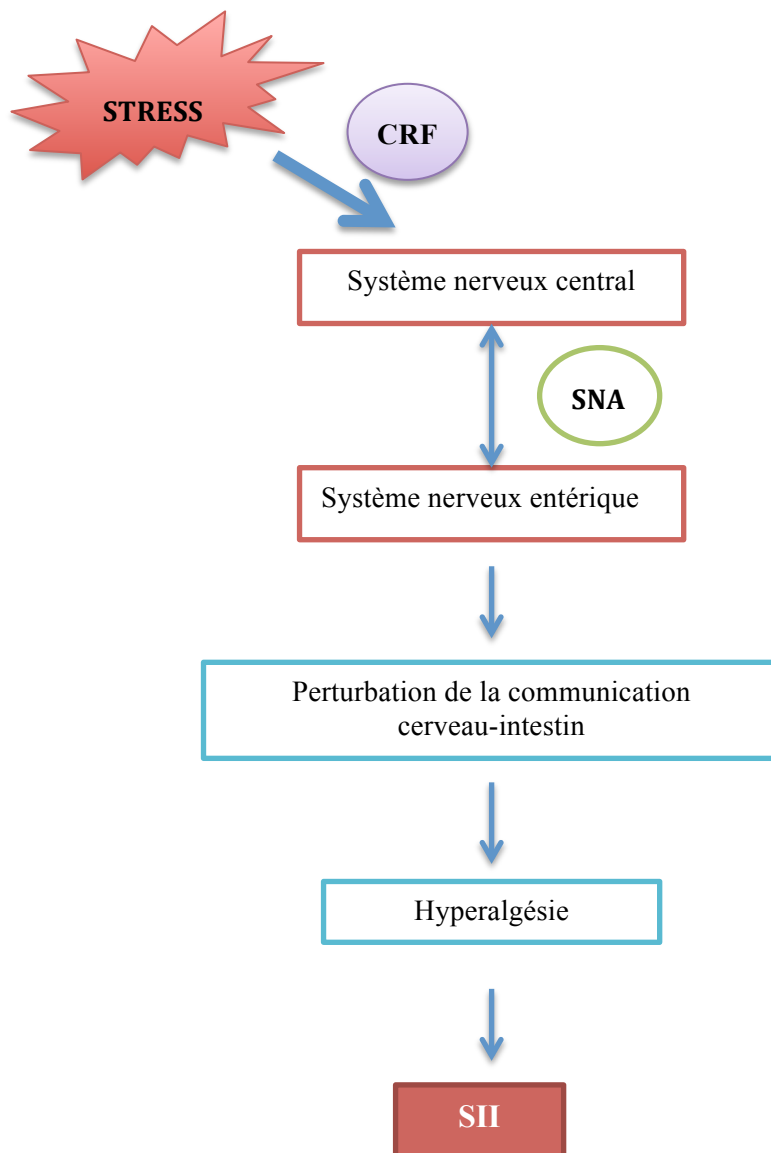 STRESS
CRF
Système nerveux central
SNA
Système nerveux entérique
Perturbation de la communication
cerveau-intestin
Hyperalgésie
SII